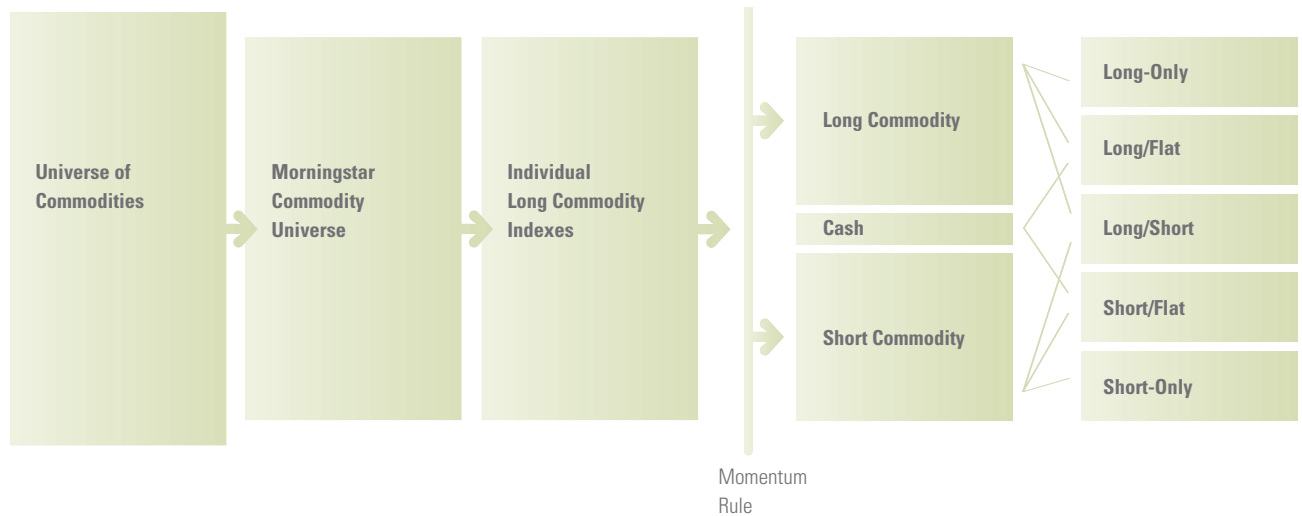 Universe of
Commodities
Morningstar
Commodity
Universe
Individual
Long Commodity
Indexes
Momentum
Rule
Long Commodity
Cash
Short Commodity
Long-Only
Long/Flat
Long/Short
Short/Flat
Short-Only